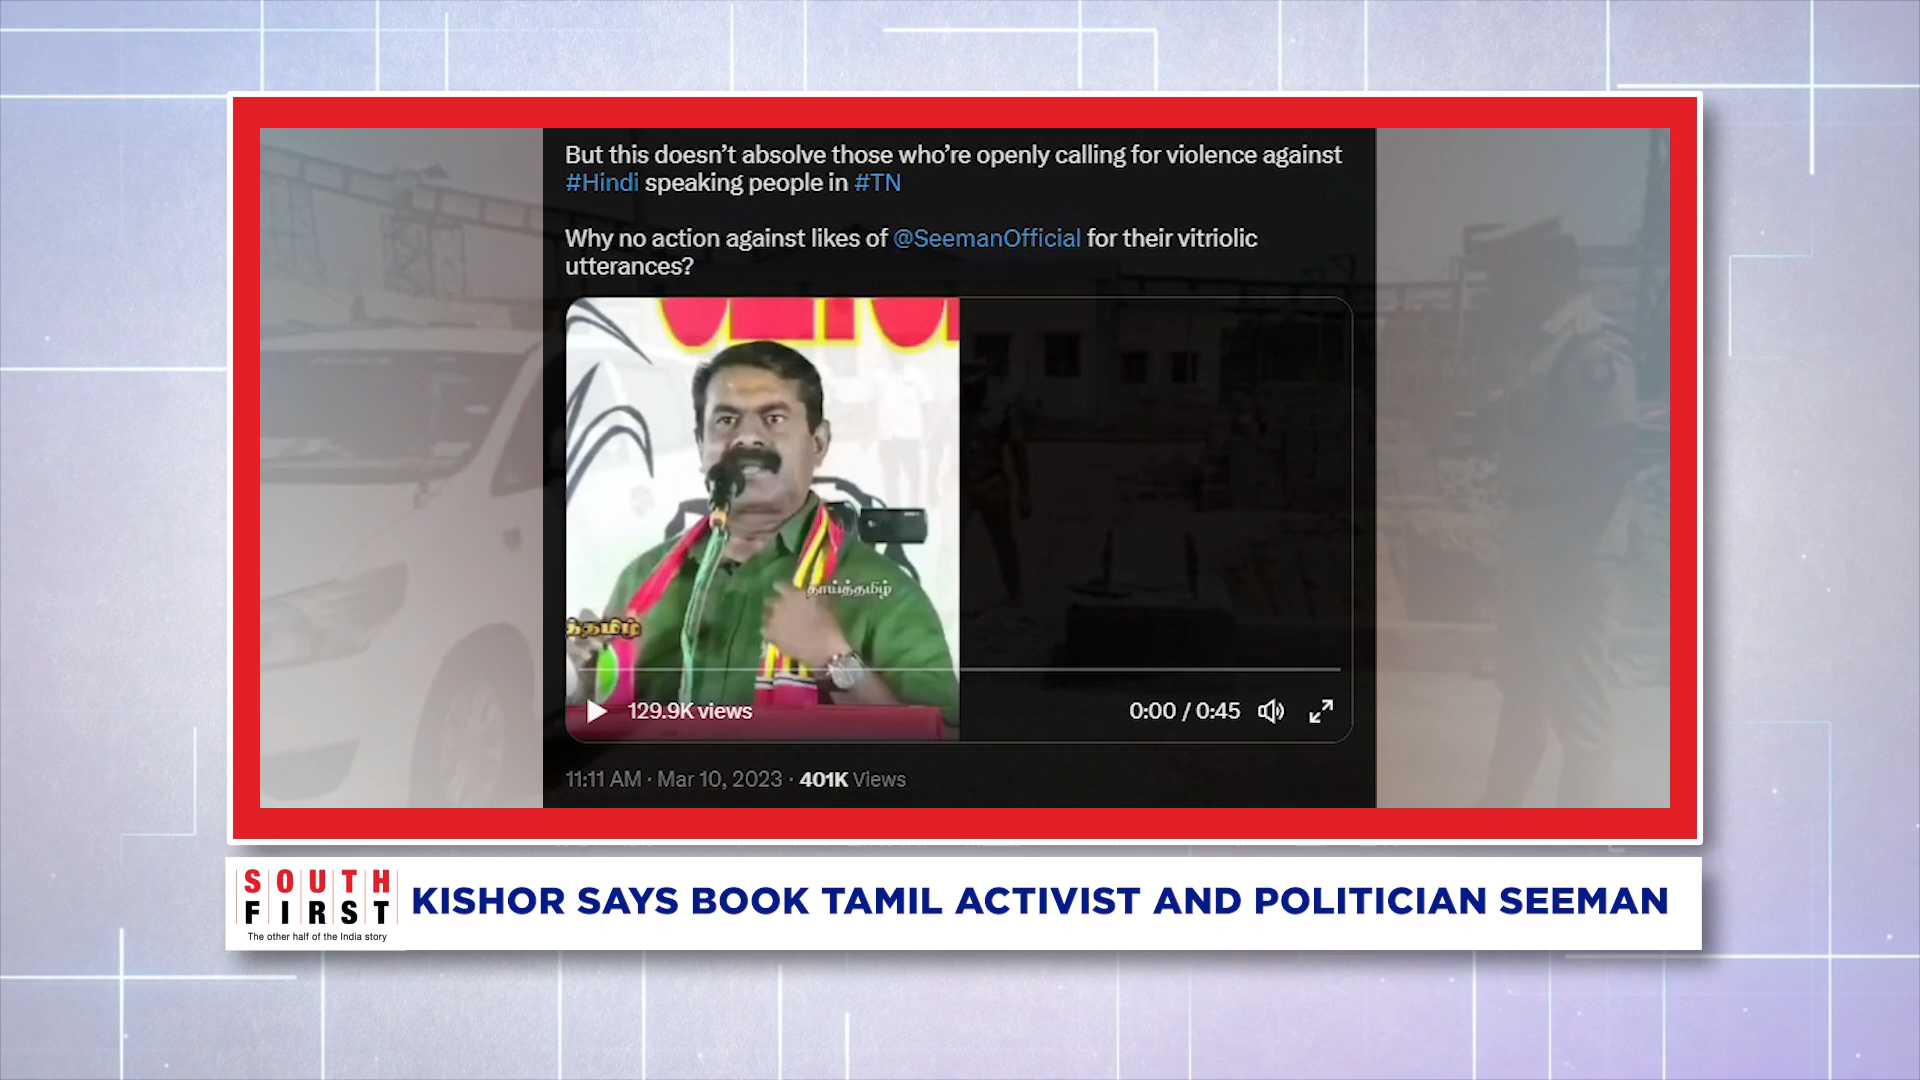 But this doesn't absolve those who're openly calling for violence against
#Hindi speaking people in #TN
Why no action against likes of @SeemanOfficial for their vitriolic
utterances?
தாய்த்தமிழ்
த்தமிழ்
129.9K views
0:00 / 0:45
11:11 AM · Mar 10, 2023 · 401K Views
SOUTH
FIRST
The other half of the India story
KISHOR SAYS BOOK TAMIL ACTIVIST AND POLITICIAN SEEMAN